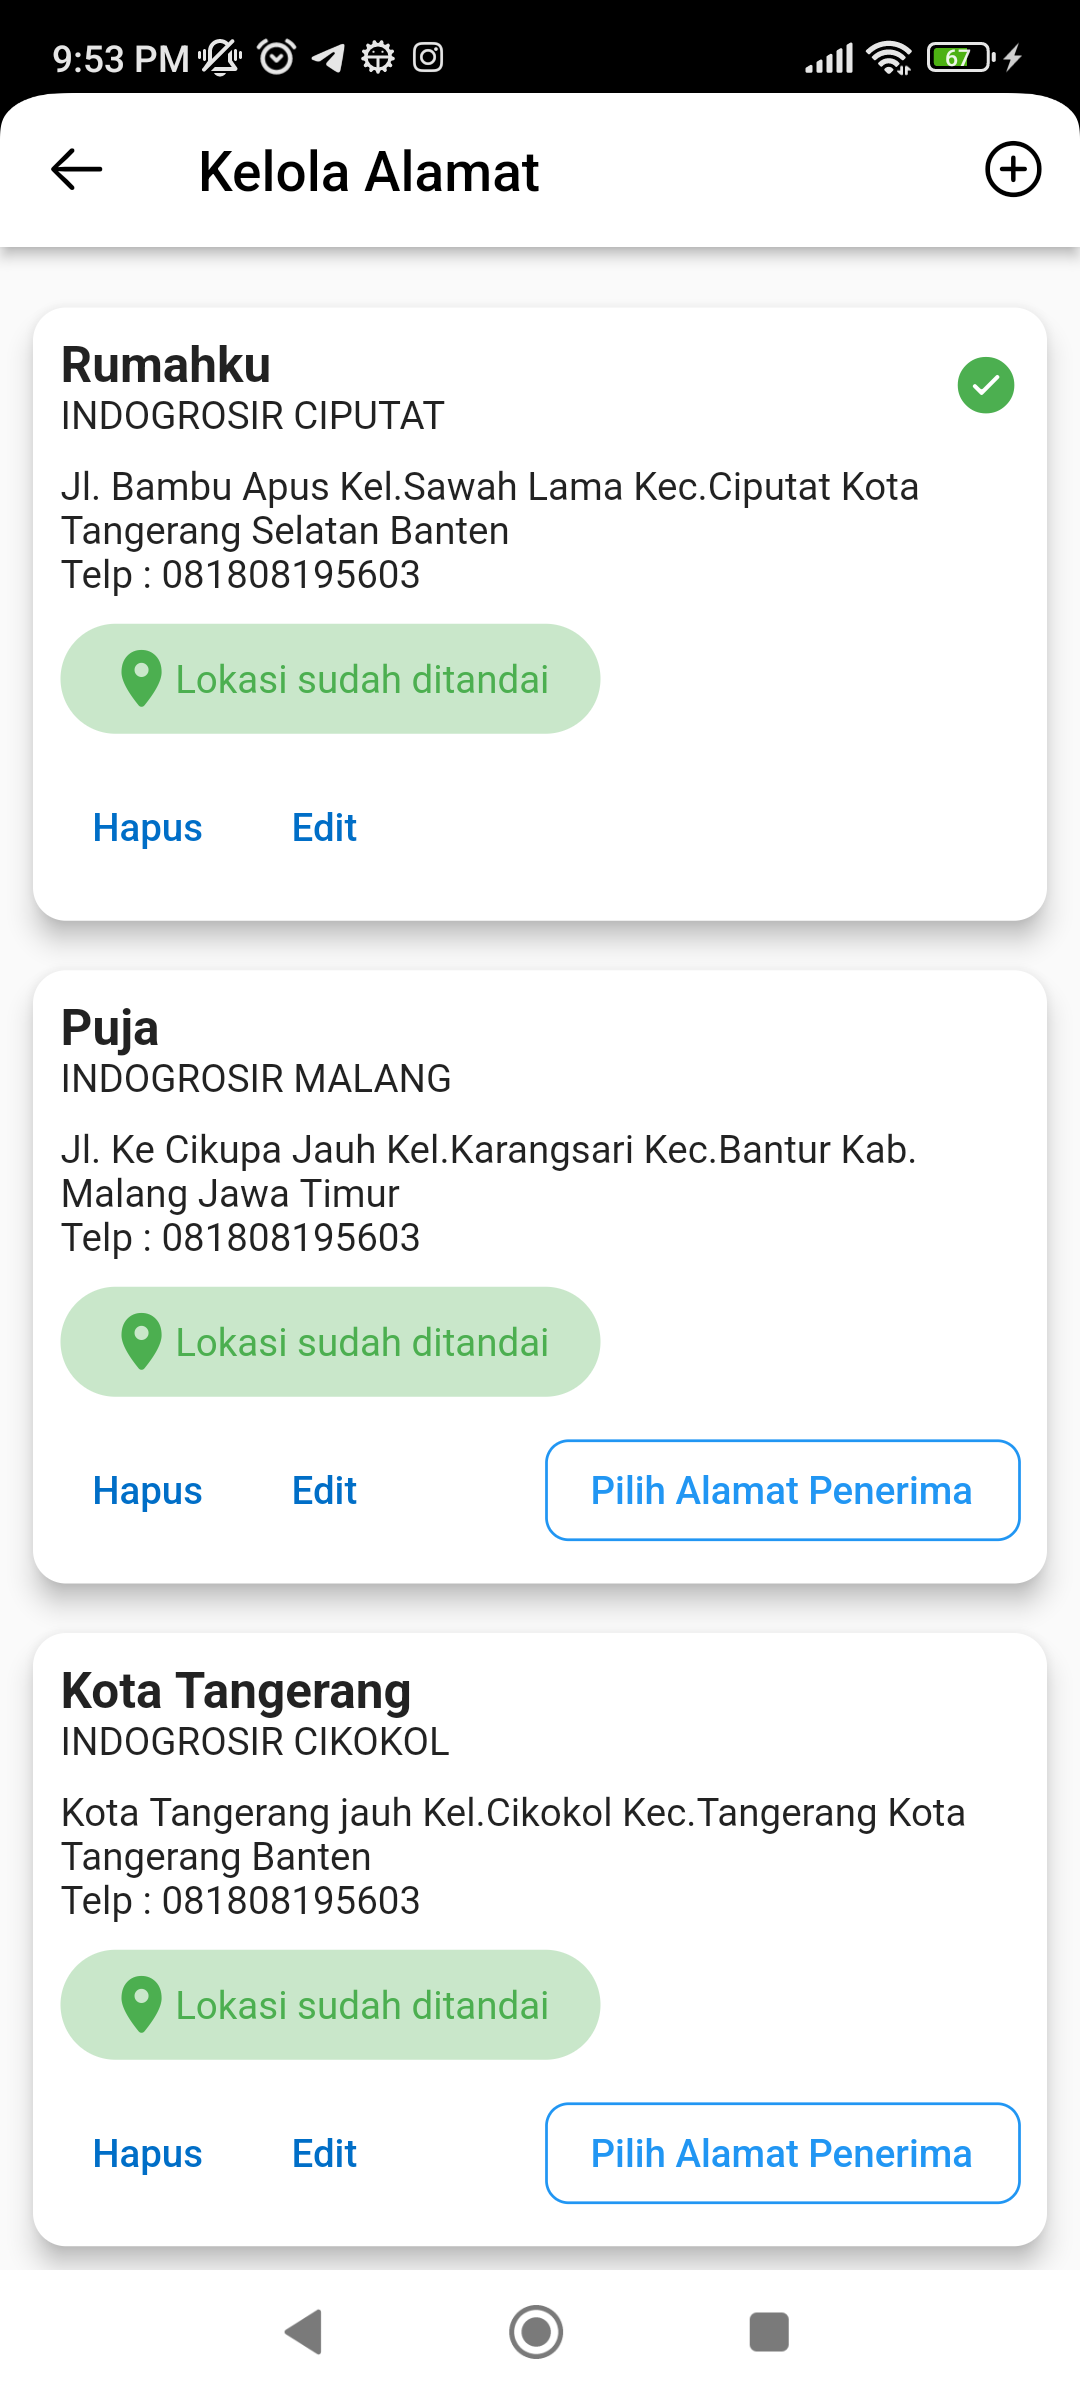 9:53 PM
67
Kelola Alamat
Rumahku
INDOGROSIR CIPUTAT
Jl. Bambu Apus Kel.Sawah Lama Kec.Ciputat Kota
Tangerang Selatan Banten
Telp : 081808195603
Lokasi sudah ditandai
Hapus Edit
Puja
INDOGROSIR MALANG
Jl. Ke Cikupa Jauh Kel.Karangsari Kec.Bantur Kab.
Malang Jawa Timur
Telp : 081808195603
Lokasi sudah ditandai
Hapus Edit Pilih Alamat Penerima
Kota Tangerang
INDOGROSIR CIKOKOL
Kota Tangerang jauh Kel.Cikokol Kec.Tangerang Kota
Tangerang Banten
Telp : 081808195603
Lokasi sudah ditandai
Hapus Edit Pilih Alamat Penerima